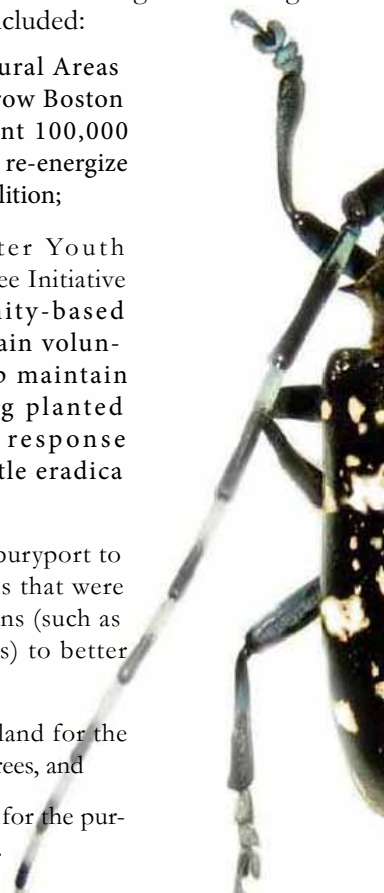 cluded:
ural Areas
row Boston
nt 100,000
re-energize
lition;
ter Youth
ee Initiative
ity-based
ain volun-
o maintain
g planted
response
tle eradica
buryport to
s that were
ns (such as
s) to better
land for the
rees, and
for the pur-